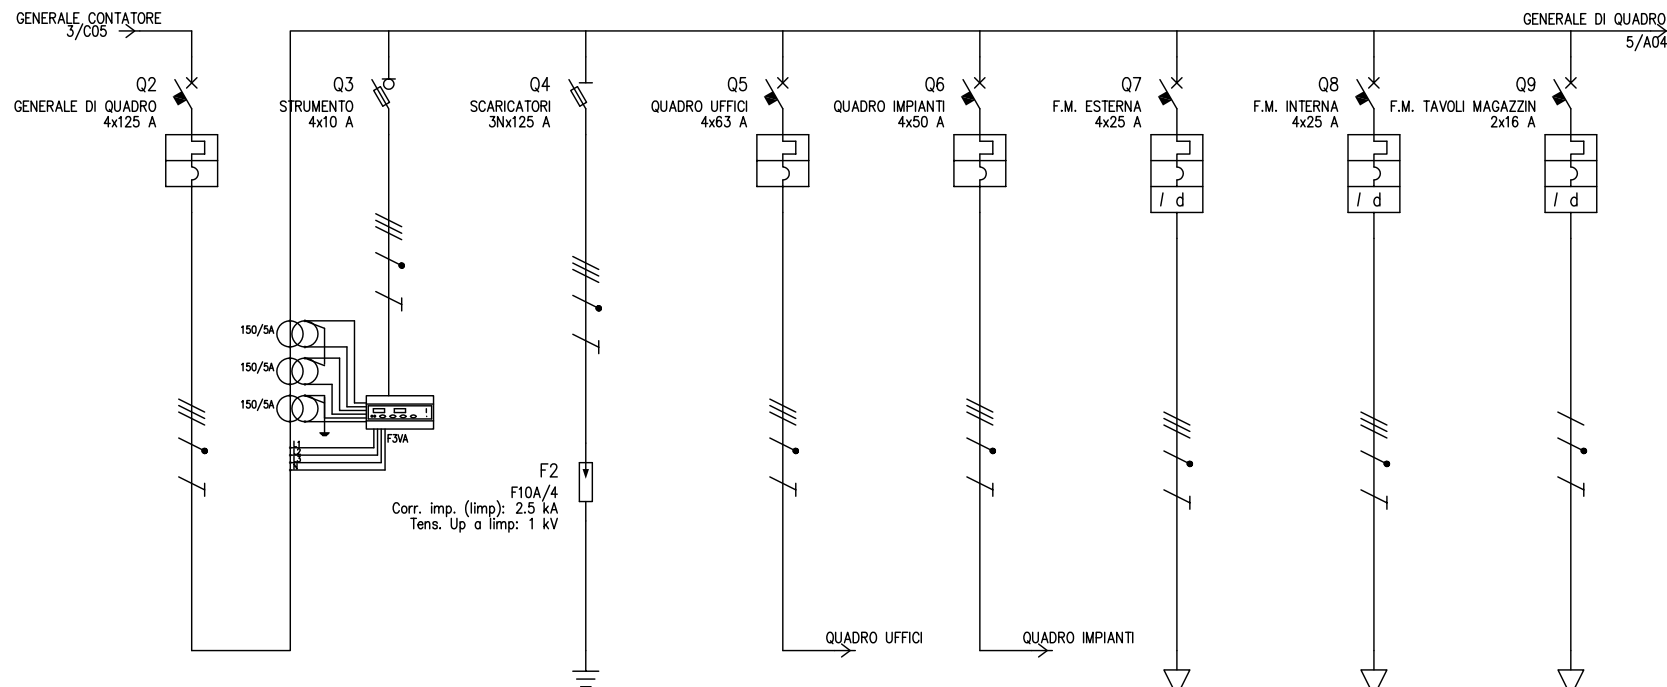 GENERALE CONTATORE
3/C05
GENERALE DI QUADRO
5/A04
Q2
GENERALE DI QUADRO
4x125 A
Q3
STRUMENTO
4x10 A
Q4
SCARICATORI
3Nx125 A
Q5
QUADRO UFFICI
4x63 A
Q6
QUADRO IMPIANTI
4x50 A
Q7
F.M. ESTERNA
4x25 A
Q8
F.M. INTERNA
4x25 A
Q9
F.M. TAVOLI MAGAZZIN
2x16 A
I d
I d
I d
150/5A
150/5A
150/5A
F3VA
L1
L2
L3
N
F2
F10A/4
Corr. imp. (Iimp): 2.5 kA
Tens. Up a Iimp: 1 kV
QUADRO UFFICI
QUADRO IMPIANTI